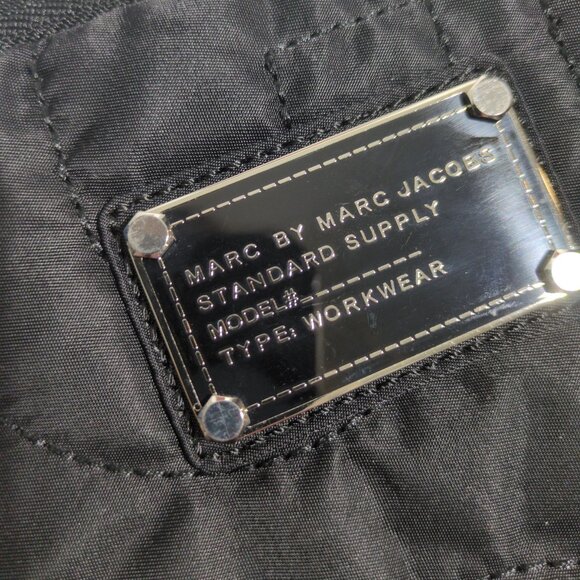 MARC BY MARC JACOBS
STANDARD SUPPLY
MODEL#_________
TYPE: WORKWEAR